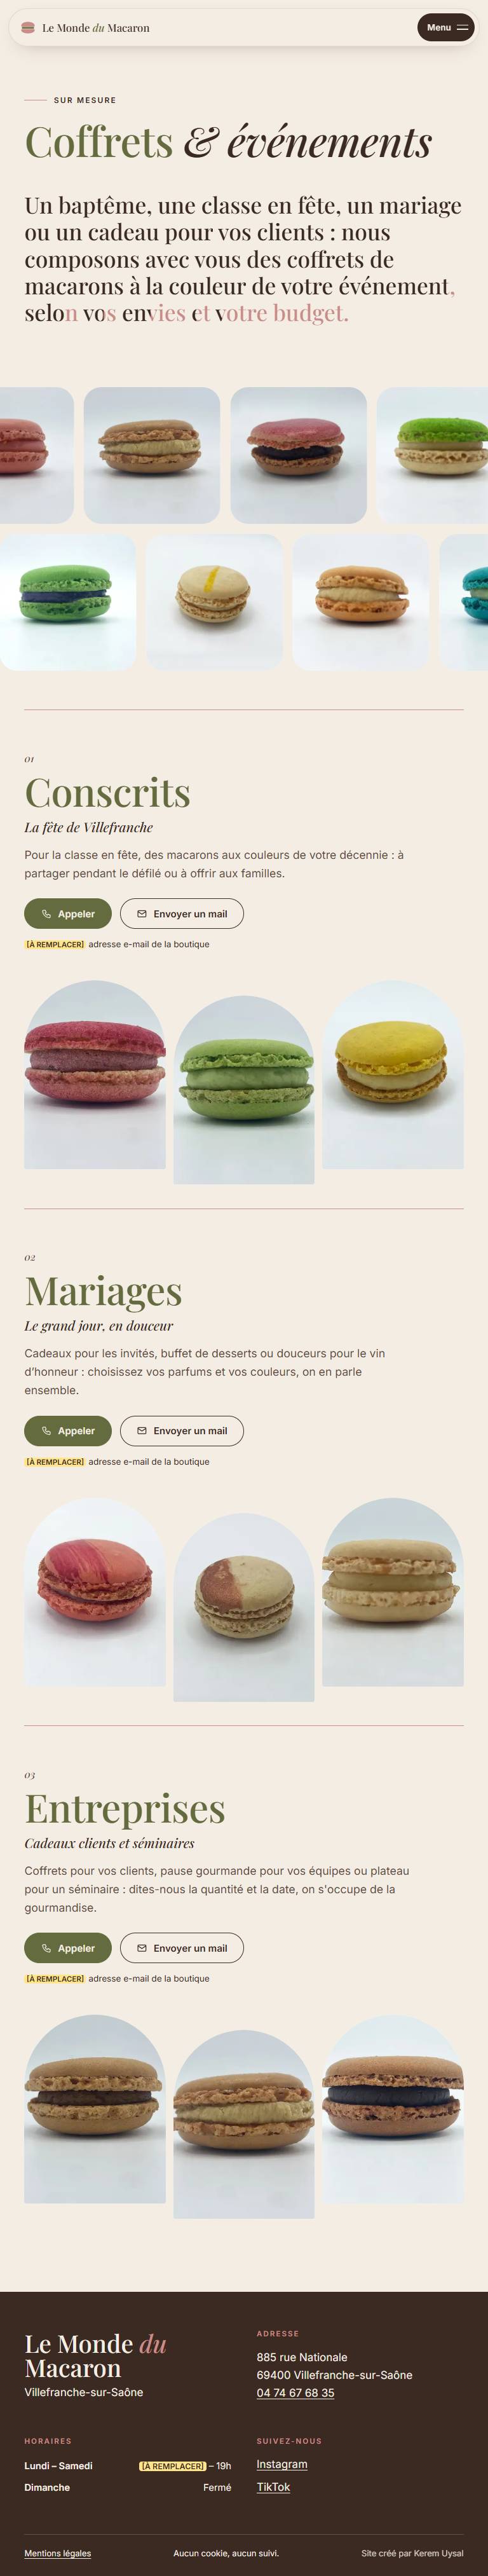 Le Monde du Macaron
Menu
SUR MESURE
Coffrets & événements
Un baptême, une classe en fête, un mariage
ou un cadeau pour vos clients : nous
composons avec vous des coffrets de
macarons à la couleur de votre événement,
selon vos envies et votre budget.
01
Conscrits
La fête de Villefranche
Pour la classe en fête, des macarons aux couleurs de votre décennie : à
partager pendant le défilé ou à offrir aux familles.
Appeler
Envoyer un mail
[À REMPLACER] adresse e-mail de la boutique
02
Mariages
Le grand jour, en douceur
Cadeaux pour les invités, buffet de desserts ou douceurs pour le vin
d'honneur : choisissez vos parfums et vos couleurs, on en parle
ensemble.
Appeler
Envoyer un mail
[À REMPLACER] adresse e-mail de la boutique
03
Entreprises
Cadeaux clients et séminaires
Coffrets pour vos clients, pause gourmande pour vos équipes ou plateau
pour un séminaire : dites-nous la quantité et la date, on s'occupe de la
gourmandise.
Appeler
Envoyer un mail
[À REMPLACER] adresse e-mail de la boutique
Le Monde du
Macaron
Villefranche-sur-Saône
ADRESSE
885 rue Nationale
69400 Villefranche-sur-Saône
04 74 67 68 35
HORAIRES
Lundi – Samedi [À REMPLACER] – 19h
Dimanche Fermé
SUIVEZ-NOUS
Instagram
TikTok
Mentions légales
Aucun cookie, aucun suivi.
Site créé par Kerem Uysal